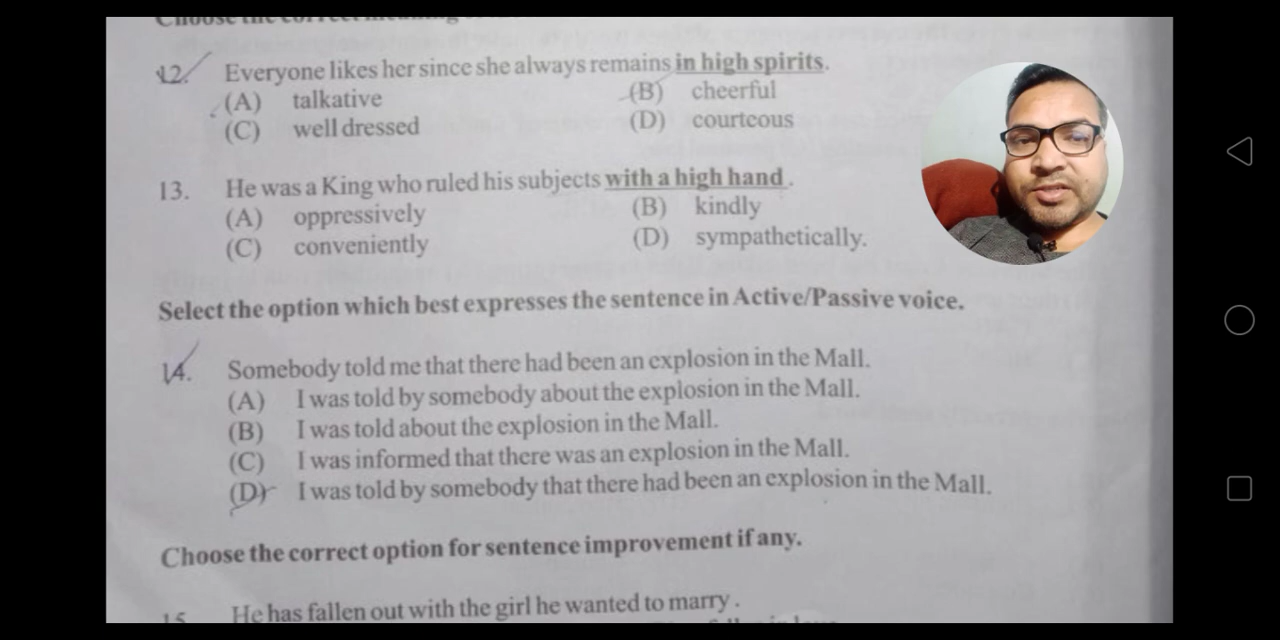 Choose the correct meaning
12. Everyone likes her since she always remains in high spirits.
(A) talkative (B) cheerful
(C) well dressed (D) courteous
13. He was a King who ruled his subjects with a high hand .
(A) oppressively (B) kindly
(C) conveniently (D) sympathetically.
Select the option which best expresses the sentence in Active/Passive voice.
14. Somebody told me that there had been an explosion in the Mall.
(A) I was told by somebody about the explosion in the Mall.
(B) I was told about the explosion in the Mall.
(C) I was informed that there was an explosion in the Mall.
(D) I was told by somebody that there had been an explosion in the Mall.
Choose the correct option for sentence improvement if any.
15. He has fallen out with the girl he wanted to marry .